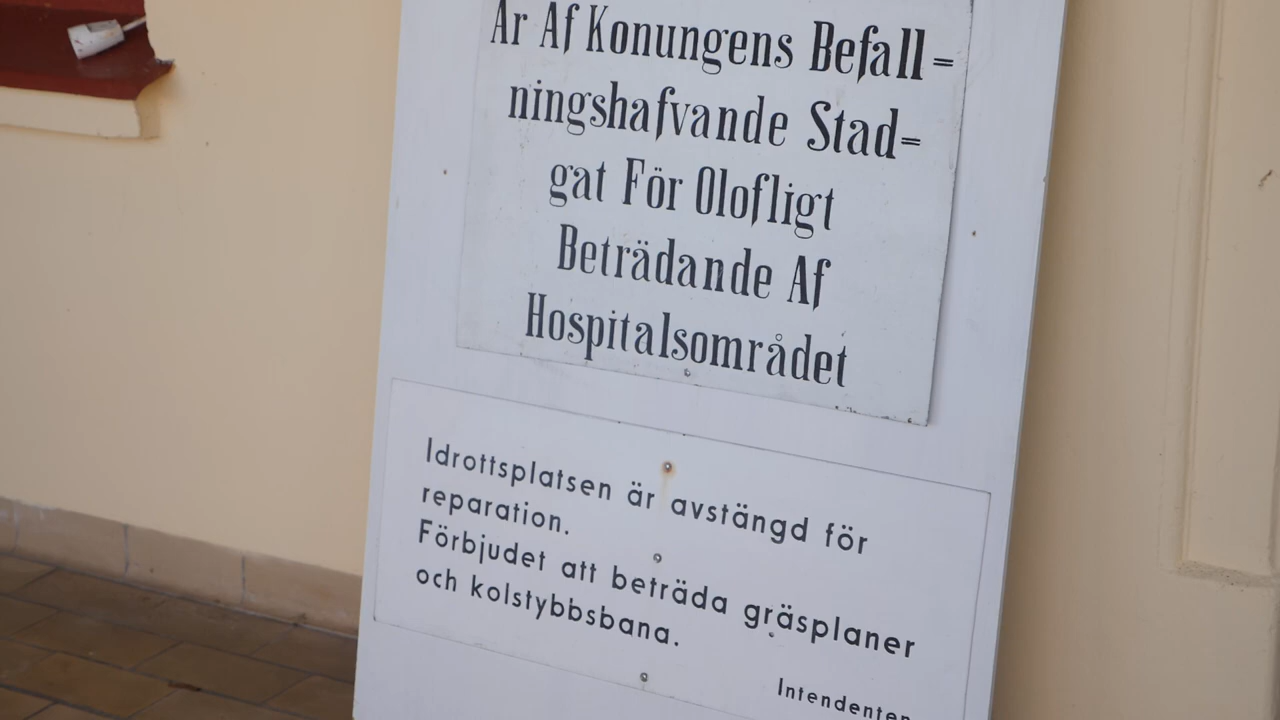 Är Af Konungens Befall=
ningshafvande Stad=
gat För Olofligt
Beträdande Af
Hospitalsområdet
Idrottsplatsen är avstängd för
reparation.
Förbjudet att beträda gräsplaner
och kolstybbsbana.
Intendenten